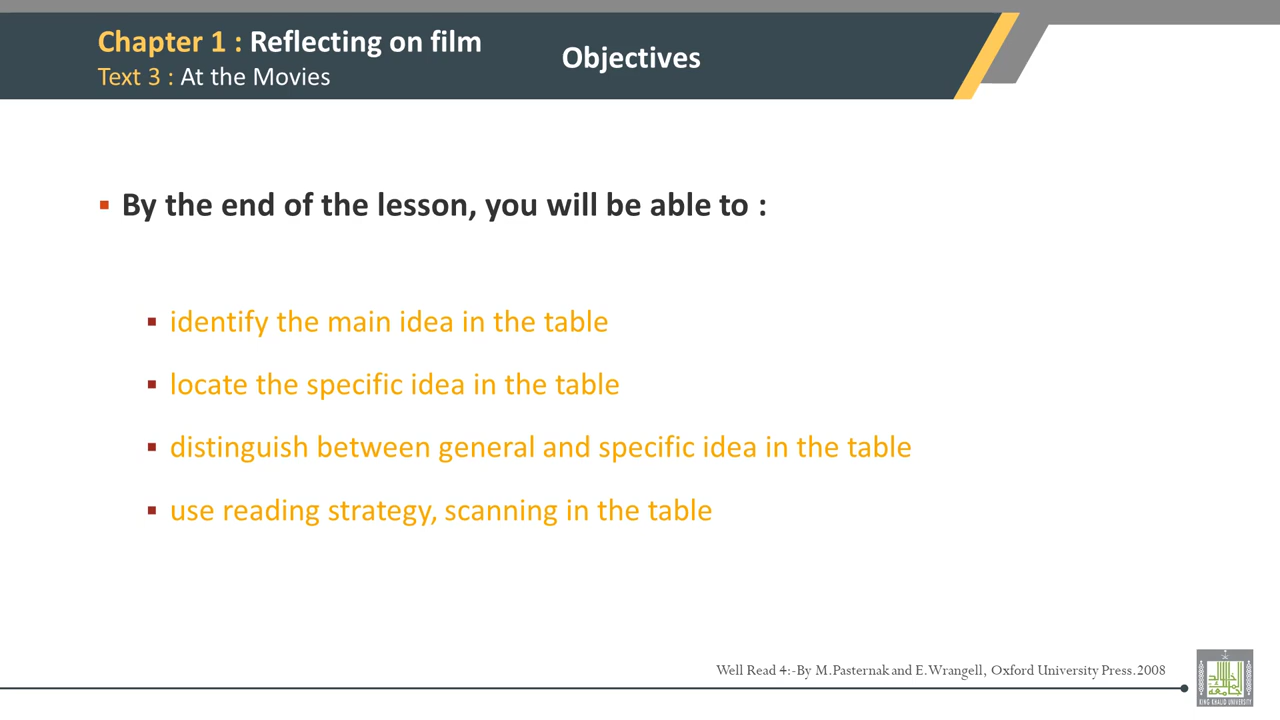 Chapter 1 : Reflecting on film
Text 3 : At the Movies
Objectives
By the end of the lesson, you will be able to :
identify the main idea in the table
locate the specific idea in the table
distinguish between general and specific idea in the table
use reading strategy, scanning in the table
Well Read 4:-By M.Pasternak and E.Wrangell, Oxford University Press.2008
KING KHALID UNIVERSITY